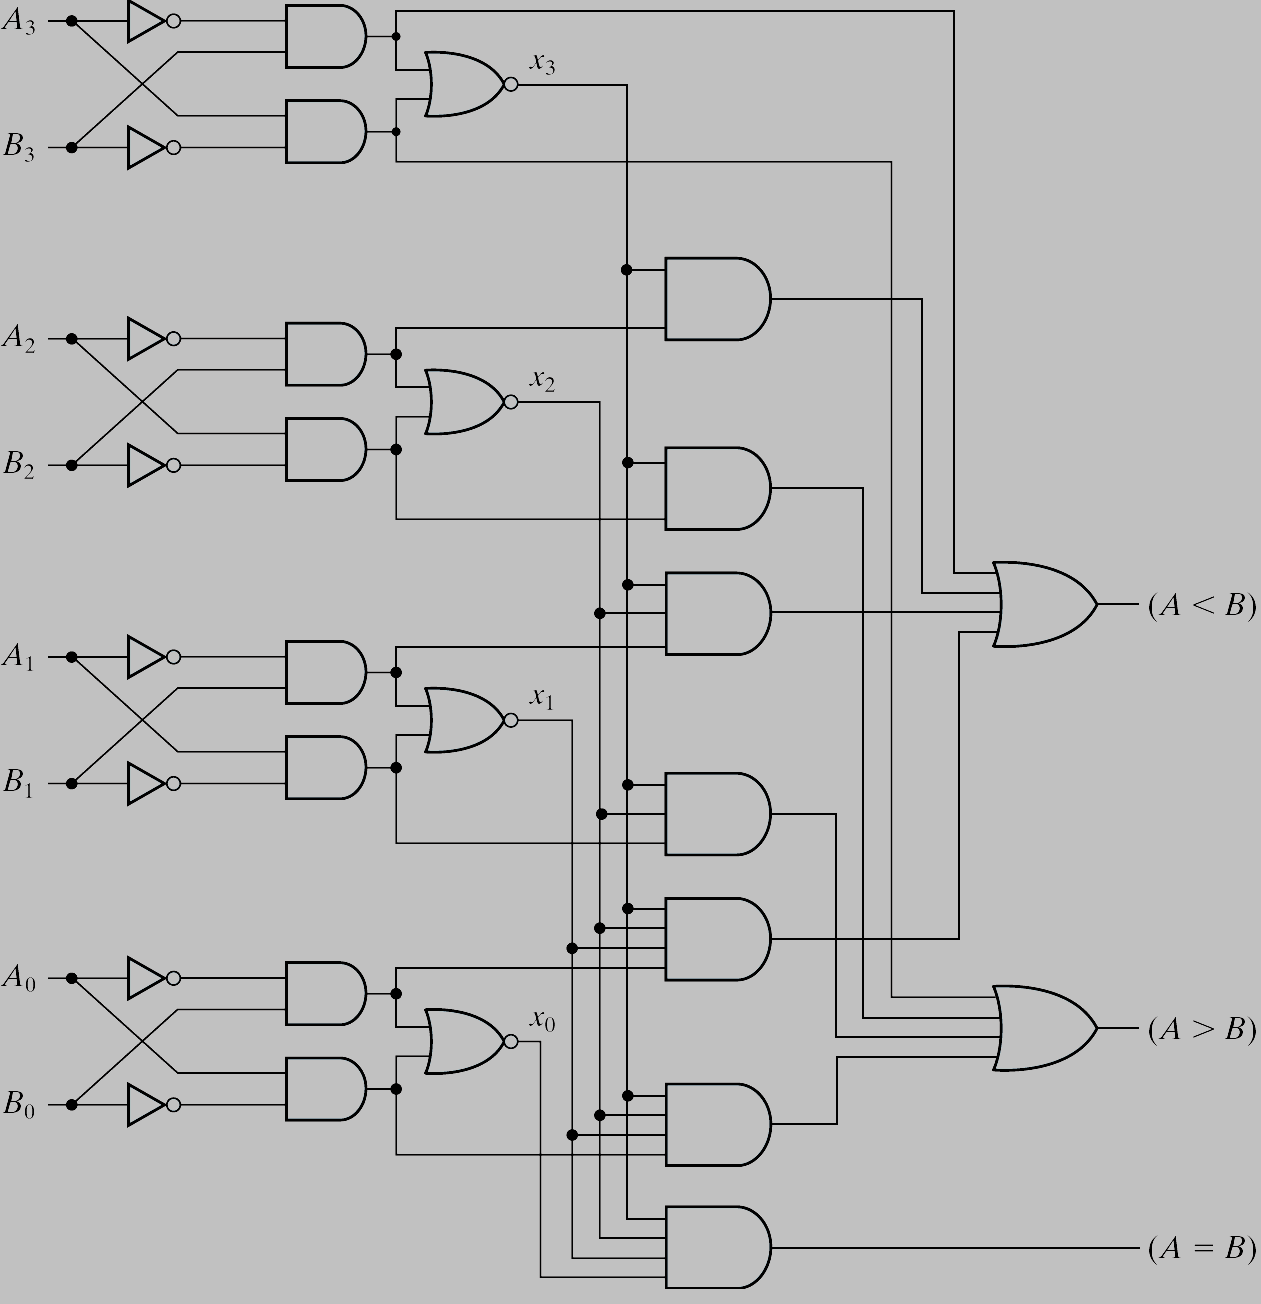 A₃
x₃
B₃
A₂
x₂
B₂
(A < B)
A₁
x₁
B₁
A₀
x₀
(A > B)
B₀
(A = B)